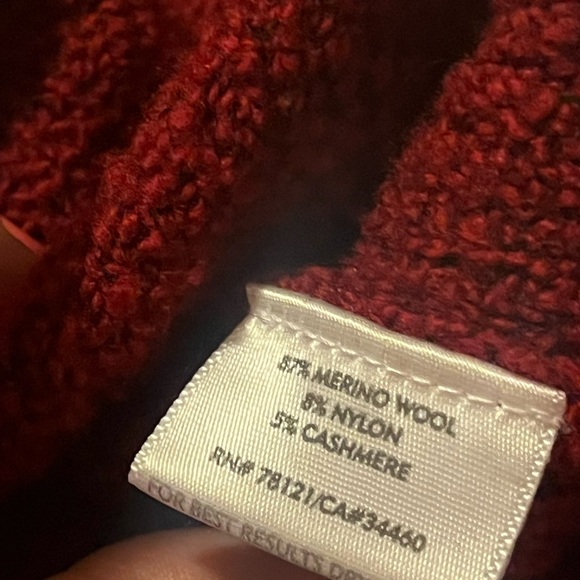 87% MERINO WOOL
8% NYLON
5% CASHMERE
RN# 78121/CA#34460
FOR BEST RESULTS